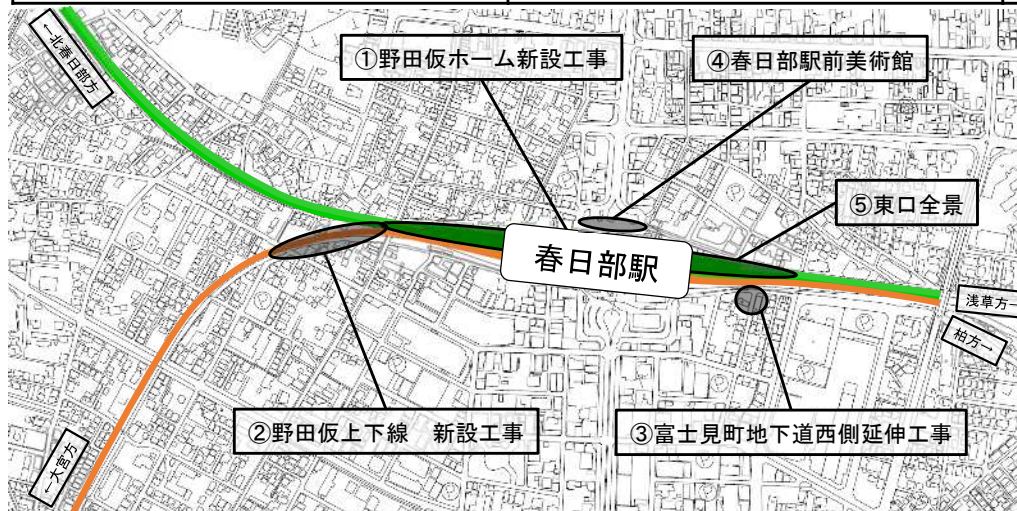 ←北春日部方
①野田仮ホーム新設工事
④春日部駅前美術館
⑤東口全景
春日部駅
浅草方→
柏方→
②野田仮上下線　新設工事
③富士見町地下道西側延伸工事
←大宮方